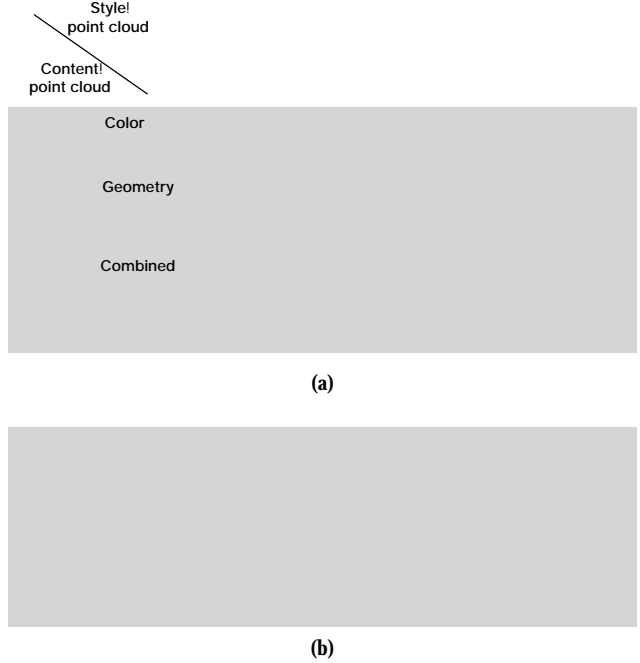 Style!
point cloud
Content!
point cloud
Color
Geometry
Combined
(a)
(b)